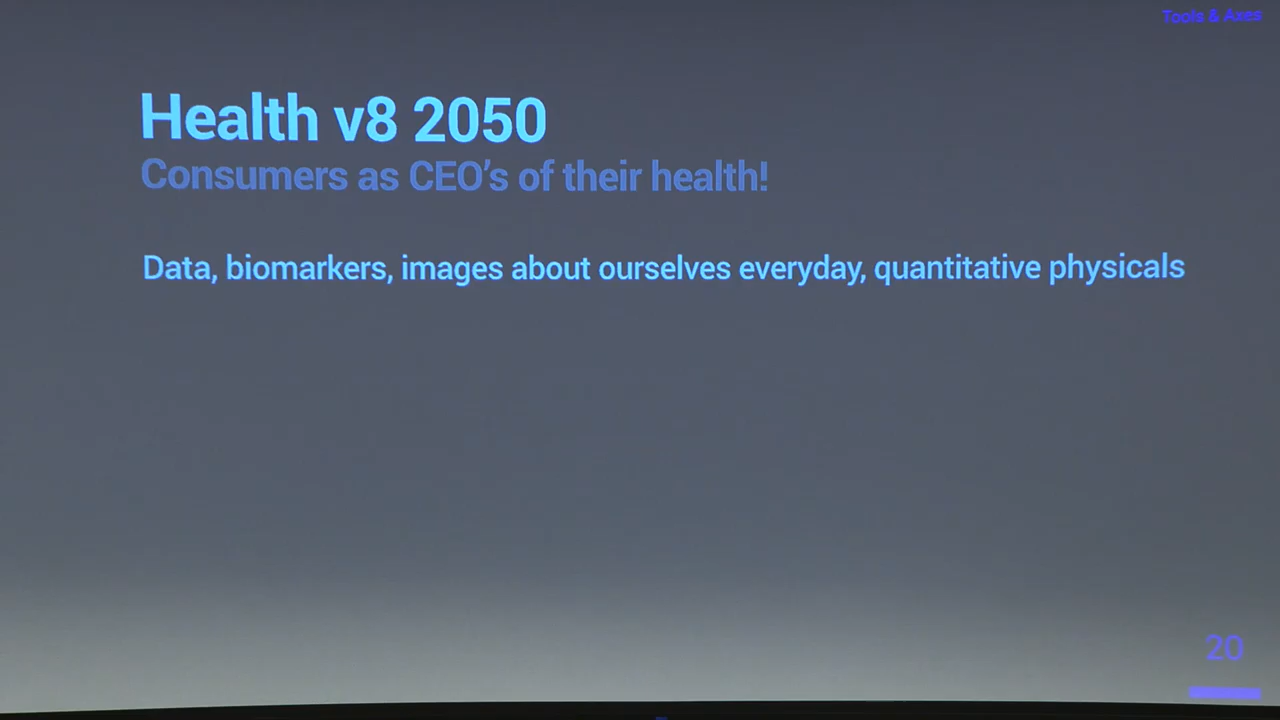 Tools & Axes
Health v8 2050
Consumers as CEO's of their health!
Data, biomarkers, images about ourselves everyday, quantitative physicals
20